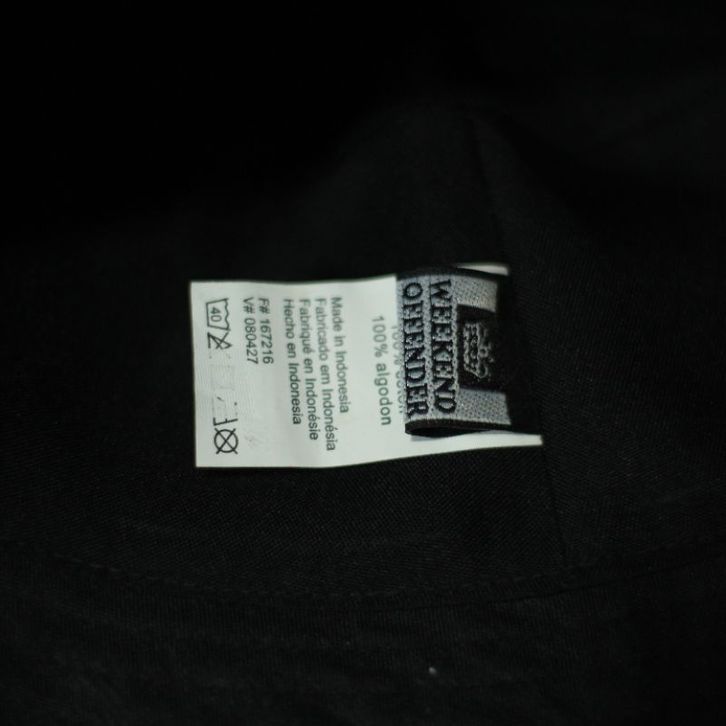 WEEKEND
OFFENDER
100% algodon
Made in Indonesia
Fabricado em Indonésia
Fabriqué en Indonésie
Hecho en Indonesia
F# 167216
V# 080427
40